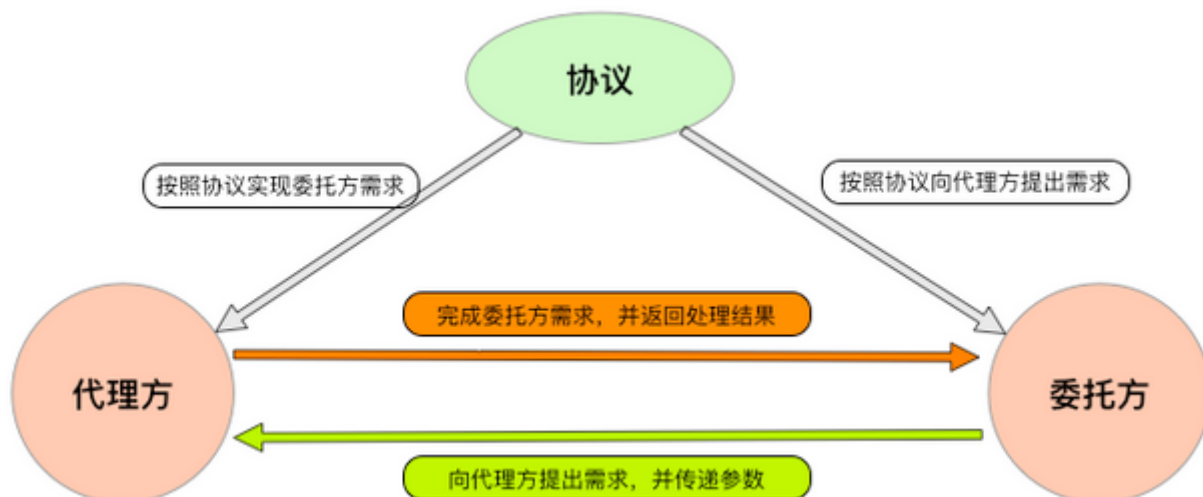 协议
按照协议实现委托方需求
按照协议向代理方提出需求
完成委托方需求，并返回处理结果
代理方
委托方
向代理方提出需求，并传递参数